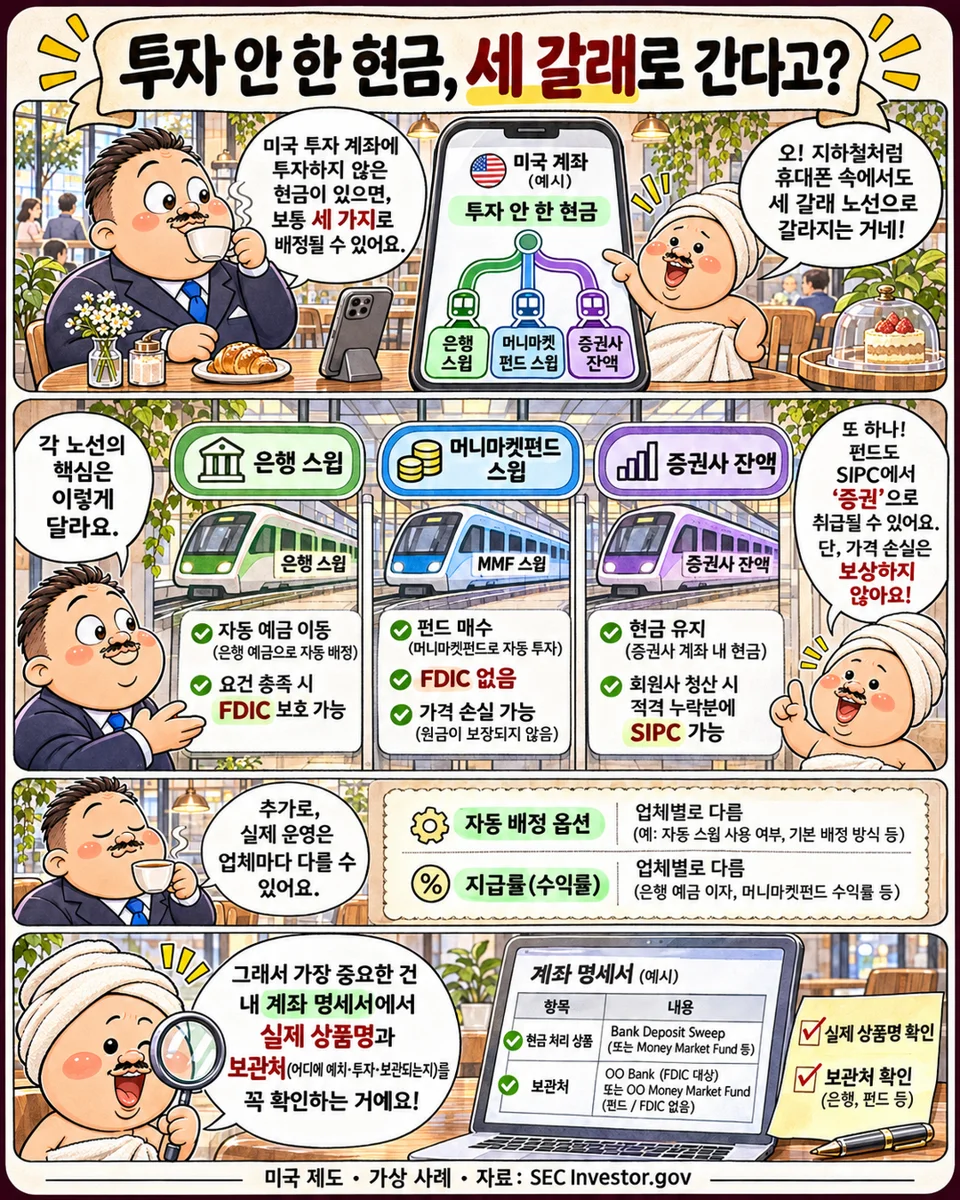 투자 안 한 현금, 세 갈래로 간다고?
미국 투자 계좌에
투자하지 않은
현금이 있으면,
보통 세 가지로
배정될 수 있어요.
미국 계좌
(예시)
투자 안 한 현금
은행
스윕
머니마켓
펀드 스윕
증권사
잔액
오! 지하철처럼
휴대폰 속에서도
세 갈래 노선으로
갈라지는 거네!
각 노선의
핵심은
이렇게
달라요.
은행 스윕
은행 스윕
자동 예금 이동
(은행 예금으로 자동 배정)
요건 충족 시
FDIC 보호 가능
머니마켓펀드
스윕
MMF 스윕
펀드 매수
(머니마켓펀드로 자동 투자)
FDIC 없음
가격 손실 가능
(원금이 보장되지 않음)
증권사 잔액
증권사 잔액
현금 유지
(증권사 계좌 내 현금)
회원사 청산 시
적격 누락분에
SIPC 가능
또 하나!
펀드도
SIPC에서
‘증권’으로
취급될 수 있어요.
단, 가격 손실은
보상하지
않아요!
추가로,
실제 운영은
업체마다 다를 수
있어요.
자동 배정 옵션
업체별로 다름
(예: 자동 스윕 사용 여부, 기본 배정 방식 등)
% 지급률 (수익률)
업체별로 다름
(은행 예금 이자, 머니마켓펀드 수익률 등)
그래서 가장 중요한 건
내 계좌 명세서에서
실제 상품명과
보관처(어디에 예치·투자·보관되는지)를
꼭 확인하는 거예요!
계좌 명세서 (예시)
항목 내용
현금 처리 상품
Bank Deposit Sweep
(또는 Money Market Fund 등)
보관처
OO Bank (FDIC 대상)
또는 OO Money Market Fund
(펀드 / FDIC 없음)
실제 상품명 확인
보관처 확인
(은행, 펀드 등)
미국 제도 • 가상 사례 • 자료 : SEC Investor.gov